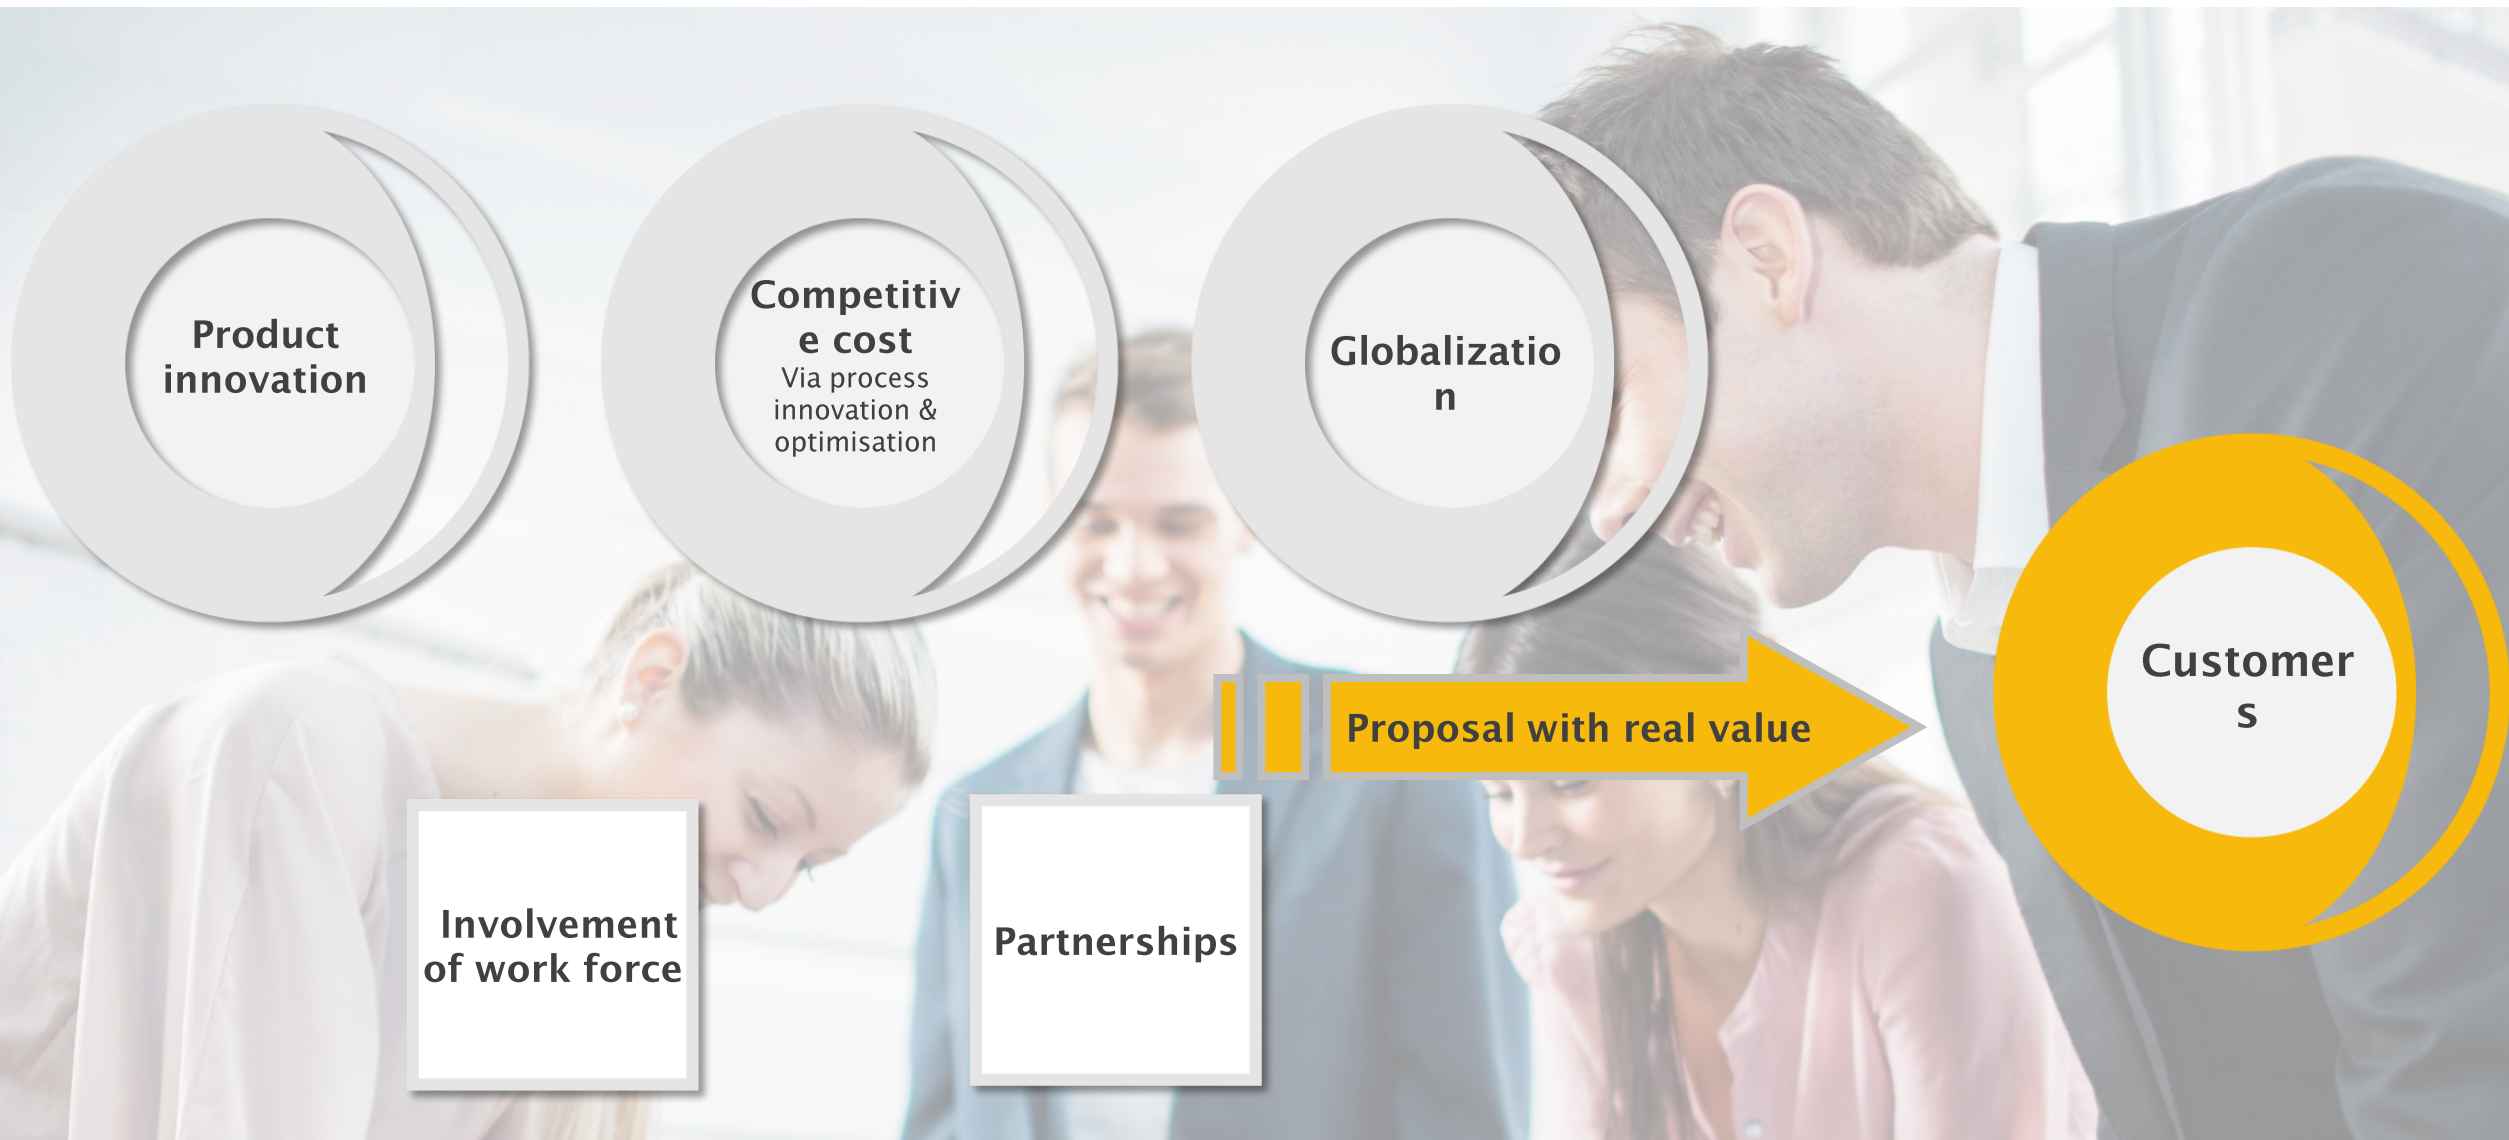 Product
innovation
Competitiv
e cost
Via process
innovation &
optimisation
Globalizatio
n
Customer
s
Proposal with real value
Involvement
of work force
Partnerships